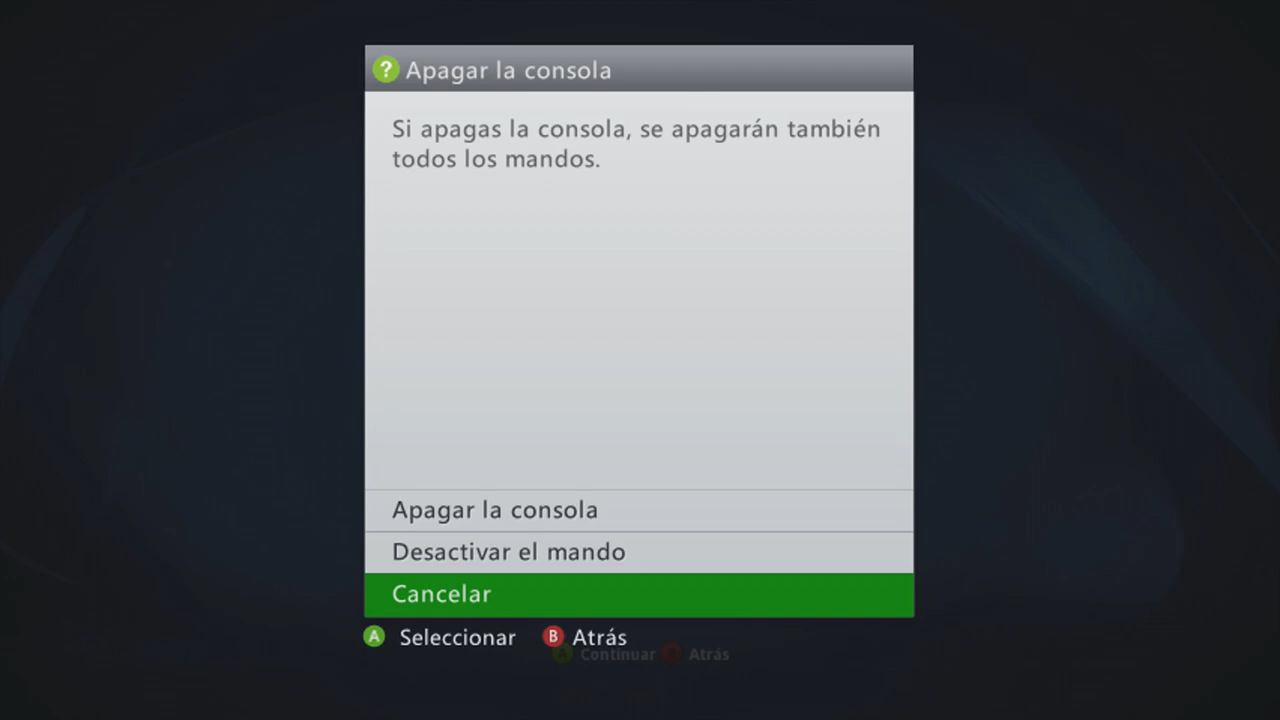 ? Apagar la consola
Si apagas la consola, se apagarán también
todos los mandos.
Apagar la consola
Desactivar el mando
Cancelar
A Seleccionar B Atrás
A Continuar Atrás